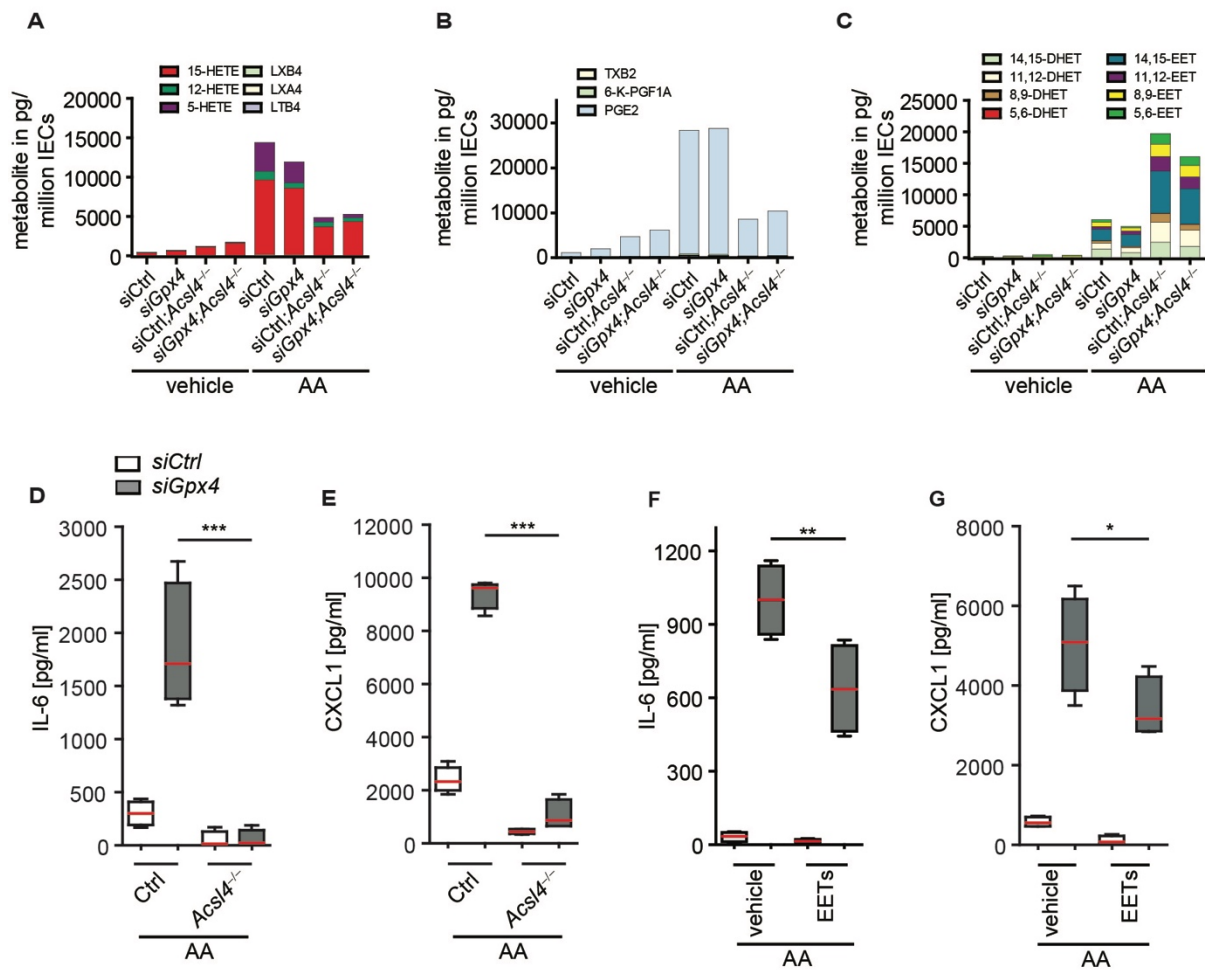 A
15-HETE LXB4
12-HETE LXA4
5-HETE LTB4
metabolite in pg/
million IECs
20000
15000
10000
5000
0
siCtrl
siGpx4
siCtrl;Acsl4-/-
siGpx4;Acsl4-/-
siCtrl
siGpx4
siCtrl;Acsl4-/-
siGpx4;Acsl4-/-
vehicle AA
B
TXB2
6-K-PGF1A
PGE2
metabolite in pg/
million IECs
30000
20000
10000
0
siCtrl
siGpx4
siCtrl;Acsl4-/-
siGpx4;Acsl4-/-
siCtrl
siGpx4
siCtrl;Acsl4-/-
siGpx4;Acsl4-/-
vehicle AA
C
14,15-DHET 14,15-EET
11,12-DHET 11,12-EET
8,9-DHET 8,9-EET
5,6-DHET 5,6-EET
metabolite in pg/
million IECs
25000
20000
15000
10000
5000
0
siCtrl
siGpx4
siCtrl;Acsl4-/-
siGpx4;Acsl4-/-
siCtrl
siGpx4
siCtrl;Acsl4-/-
siGpx4;Acsl4-/-
vehicle AA
siCtrl
siGpx4
D
IL-6 [pg/ml]
3000
2500
2000
1500
1000
500
0
***
Ctrl
Acsl4-/-
AA
E
CXCL1 [pg/ml]
12000
10000
8000
6000
4000
2000
0
***
Ctrl
Acsl4-/-
AA
F
IL-6 [pg/ml]
1200
900
600
300
0
**
vehicle
EETs
AA
G
CXCL1 [pg/ml]
8000
6000
4000
2000
0
*
vehicle
EETs
AA